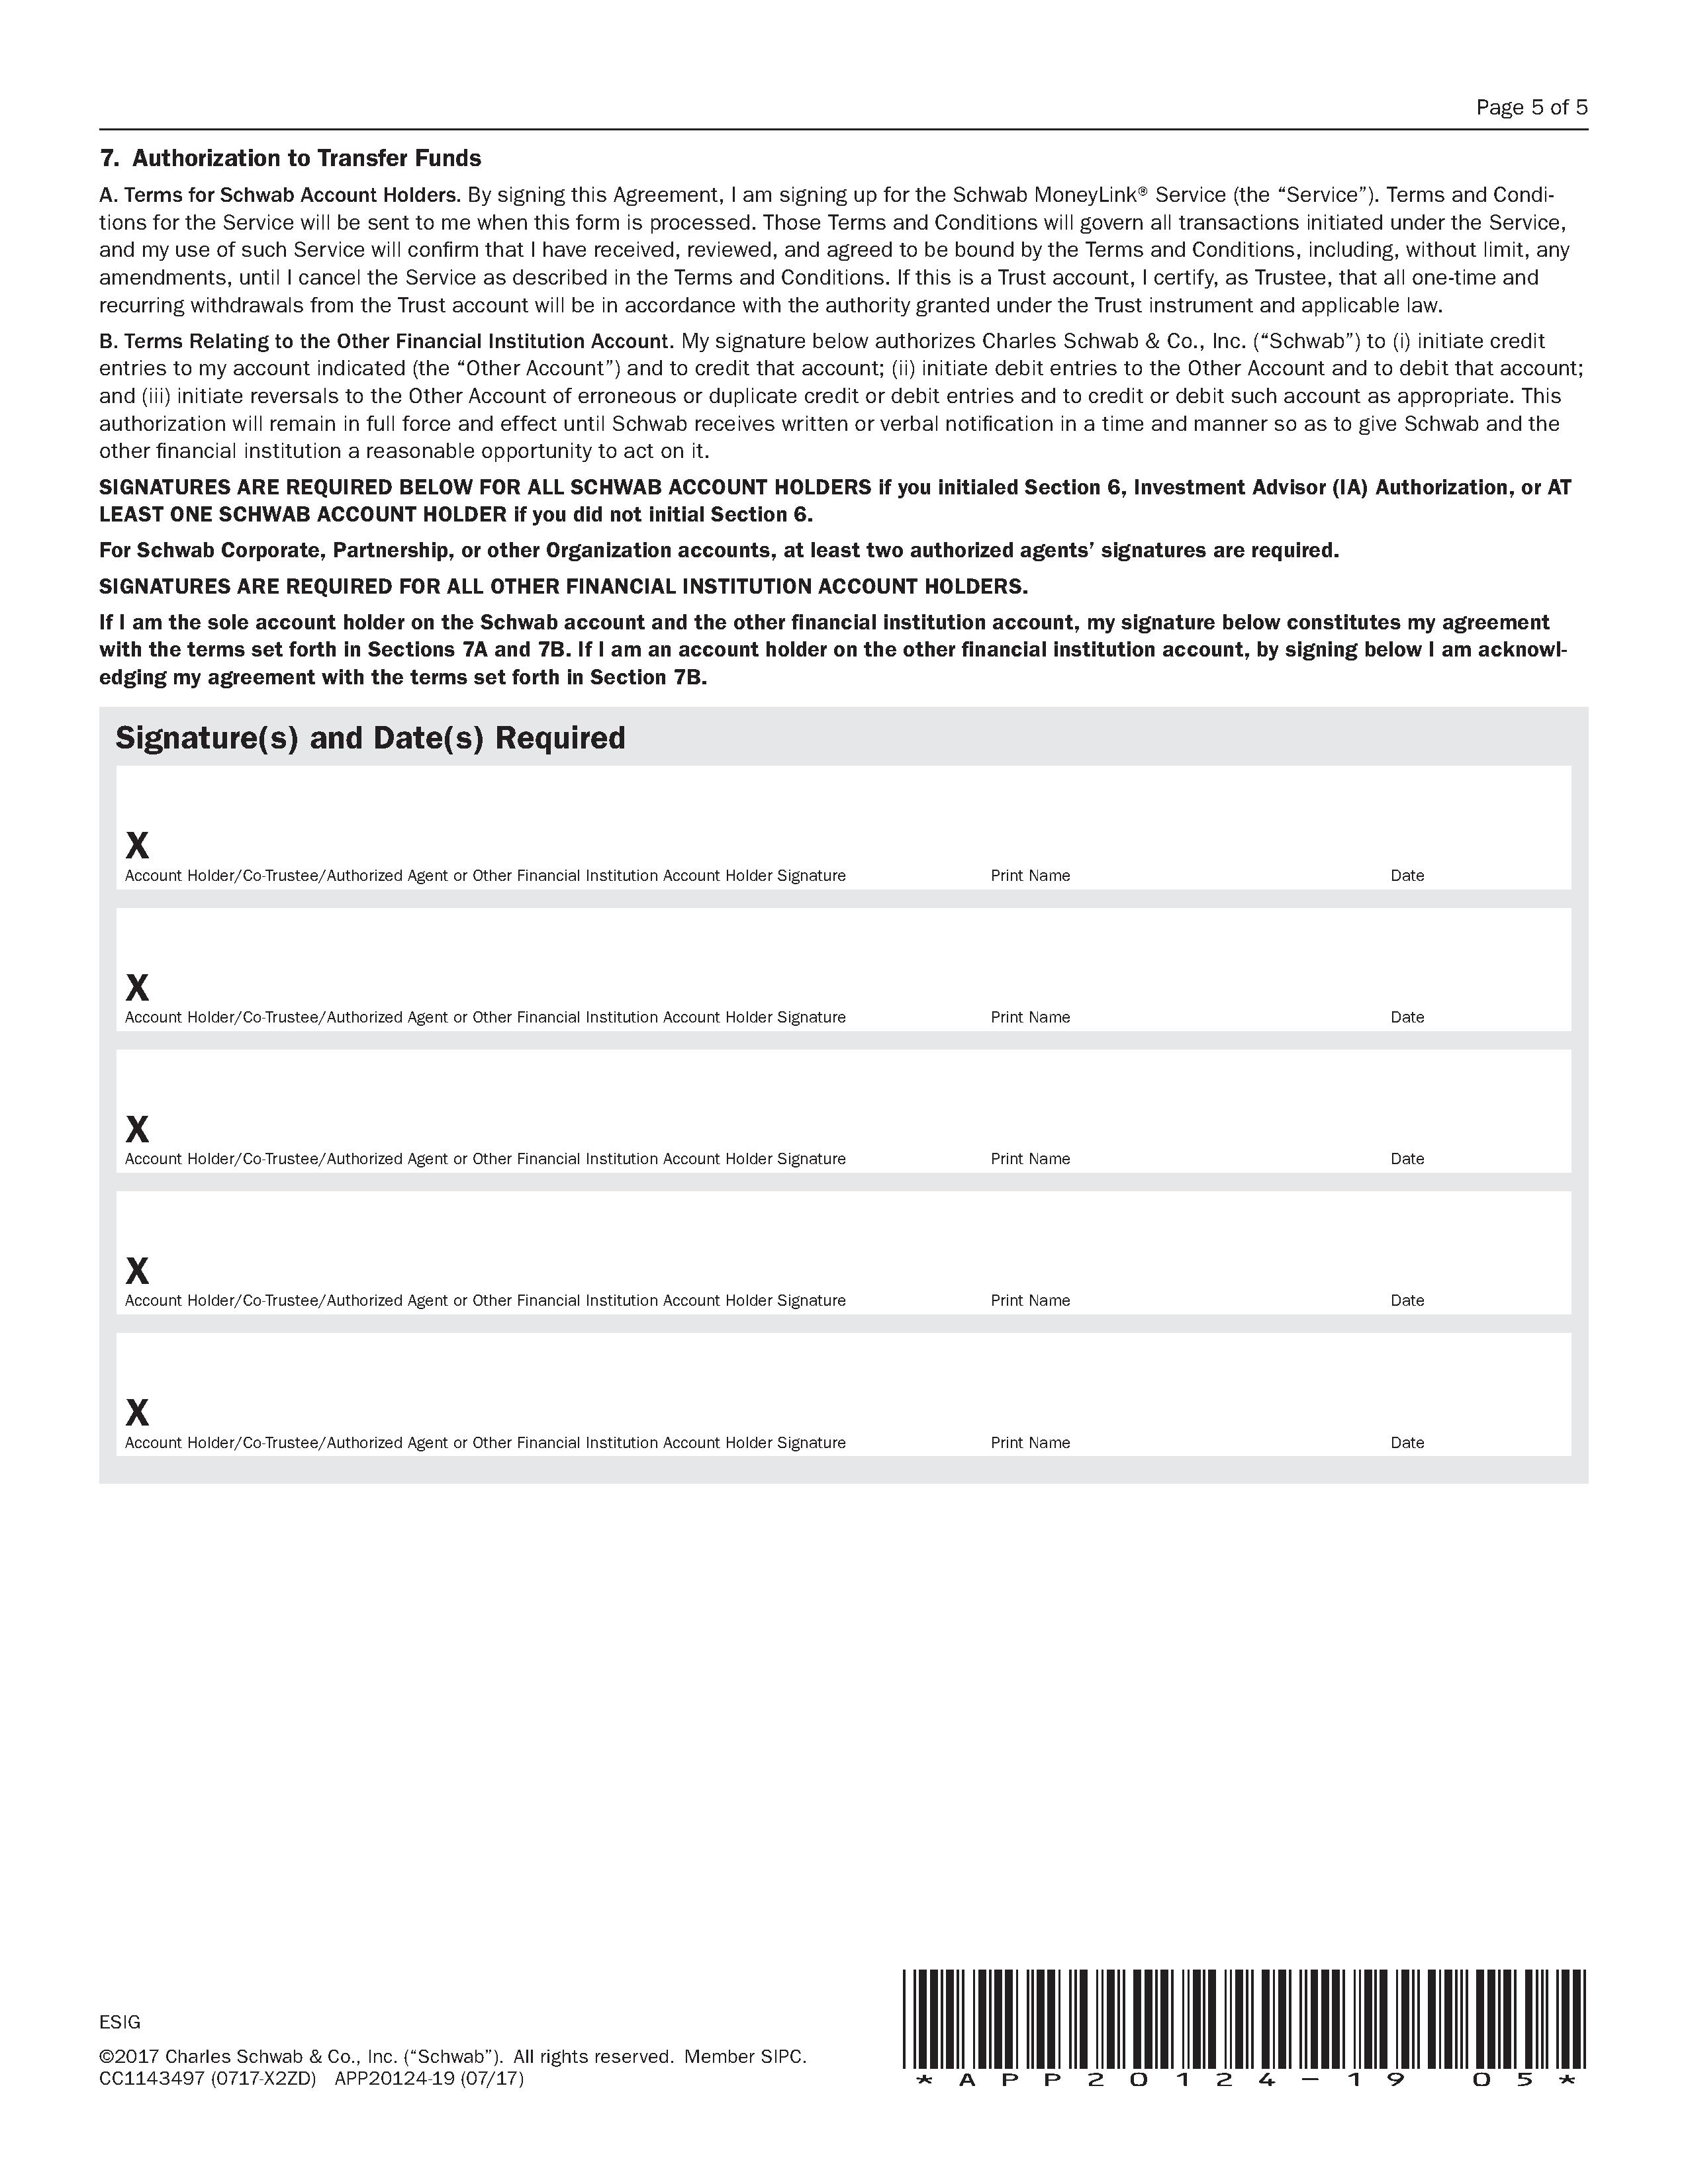 Page 5 of 5
7. Authorization to Transfer Funds
A. Terms for Schwab Account Holders. By signing this Agreement, I am signing up for the Schwab MoneyLink® Service (the “Service”). Terms and Condi-
tions for the Service will be sent to me when this form is processed. Those Terms and Conditions will govern all transactions initiated under the Service,
and my use of such Service will confirm that I have received, reviewed, and agreed to be bound by the Terms and Conditions, including, without limit, any
amendments, until I cancel the Service as described in the Terms and Conditions. If this is a Trust account, I certify, as Trustee, that all one-time and
recurring withdrawals from the Trust account will be in accordance with the authority granted under the Trust instrument and applicable law.
B. Terms Relating to the Other Financial Institution Account. My signature below authorizes Charles Schwab & Co., Inc. (“Schwab”) to (i) initiate credit
entries to my account indicated (the “Other Account”) and to credit that account; (ii) initiate debit entries to the Other Account and to debit that account;
and (iii) initiate reversals to the Other Account of erroneous or duplicate credit or debit entries and to credit or debit such account as appropriate. This
authorization will remain in full force and effect until Schwab receives written or verbal notification in a time and manner so as to give Schwab and the
other financial institution a reasonable opportunity to act on it.
SIGNATURES ARE REQUIRED BELOW FOR ALL SCHWAB ACCOUNT HOLDERS if you initialed Section 6, Investment Advisor (IA) Authorization, or AT
LEAST ONE SCHWAB ACCOUNT HOLDER if you did not initial Section 6.
For Schwab Corporate, Partnership, or other Organization accounts, at least two authorized agents’ signatures are required.
SIGNATURES ARE REQUIRED FOR ALL OTHER FINANCIAL INSTITUTION ACCOUNT HOLDERS.
If I am the sole account holder on the Schwab account and the other financial institution account, my signature below constitutes my agreement
with the terms set forth in Sections 7A and 7B. If I am an account holder on the other financial institution account, by signing below I am acknowl-
edging my agreement with the terms set forth in Section 7B.
Signature(s) and Date(s) Required
X
Account Holder/Co-Trustee/Authorized Agent or Other Financial Institution Account Holder Signature Print Name Date
X
Account Holder/Co-Trustee/Authorized Agent or Other Financial Institution Account Holder Signature Print Name Date
X
Account Holder/Co-Trustee/Authorized Agent or Other Financial Institution Account Holder Signature Print Name Date
X
Account Holder/Co-Trustee/Authorized Agent or Other Financial Institution Account Holder Signature Print Name Date
X
Account Holder/Co-Trustee/Authorized Agent or Other Financial Institution Account Holder Signature Print Name Date
ESIG
©2017 Charles Schwab & Co., Inc. (“Schwab”). All rights reserved. Member SIPC.
CC1143497 (0717-X2ZD) APP20124-19 (07/17)
*APP20124-19 05*